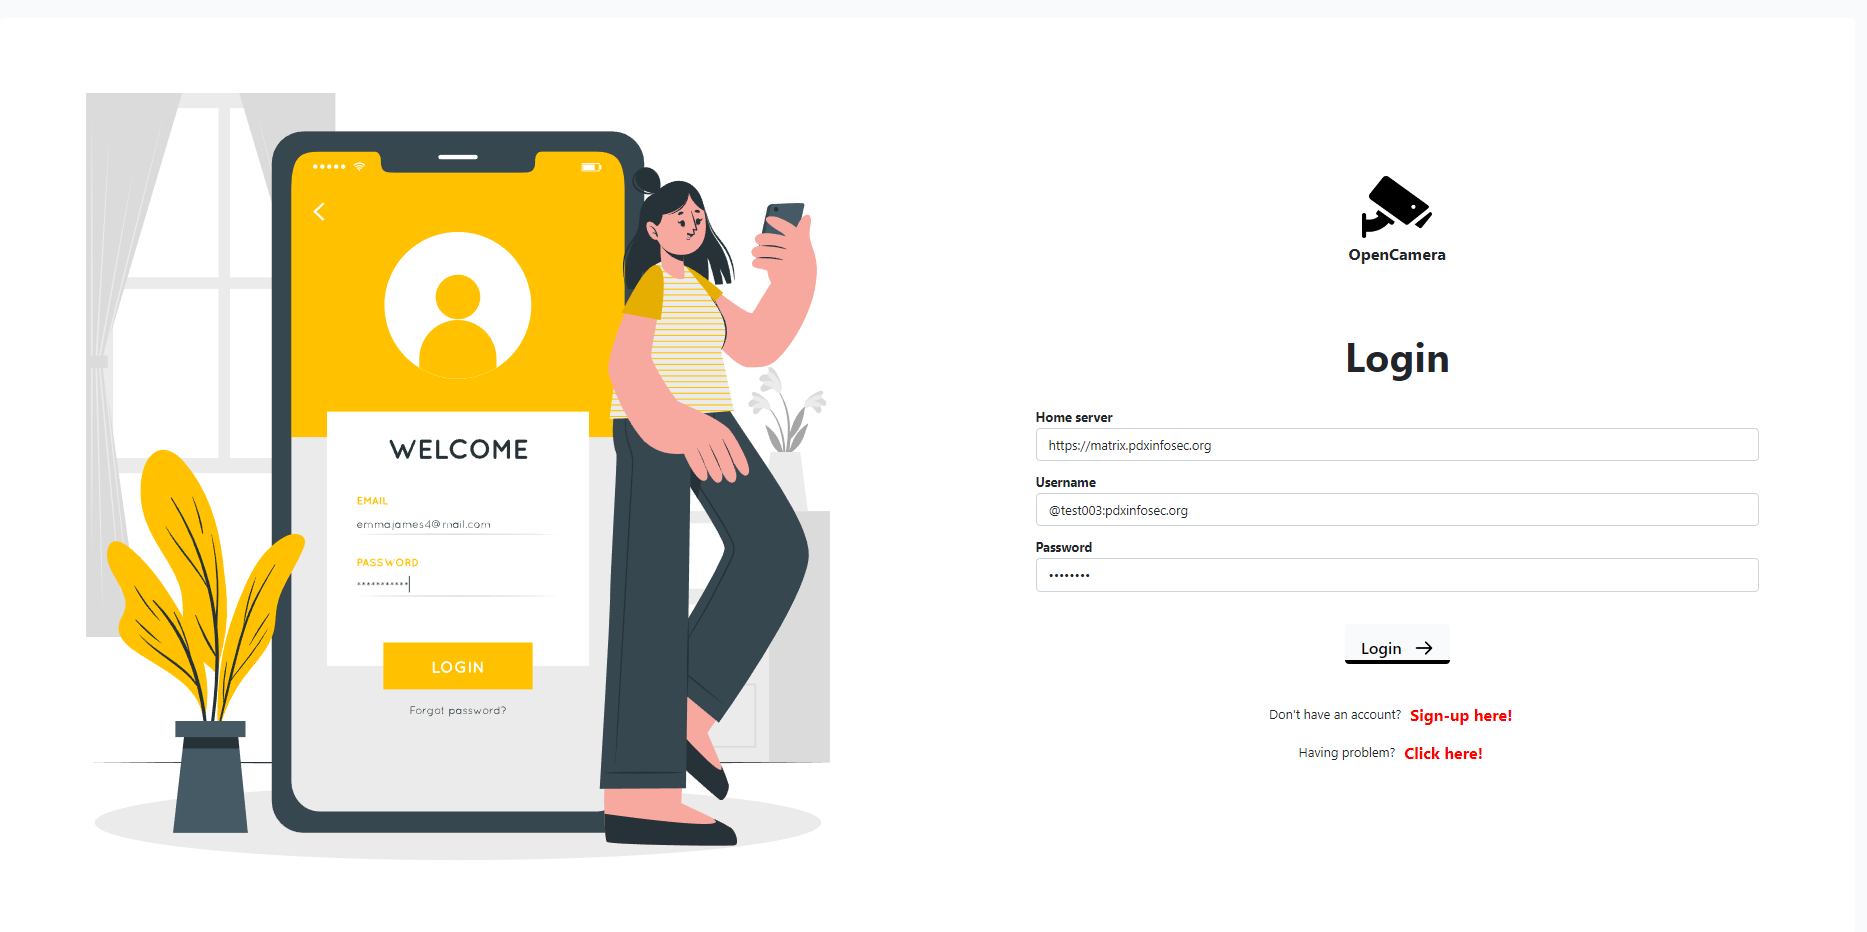 WELCOME
EMAIL
emmajames4@mail.com
PASSWORD
***********
LOGIN
Forgot password?
OpenCamera
Login
Home server
https://matrix.pdxinfosec.org
Username
@test003:pdxinfosec.org
Password
••••••••
Login →
Don't have an account? Sign-up here!
Having problem? Click here!